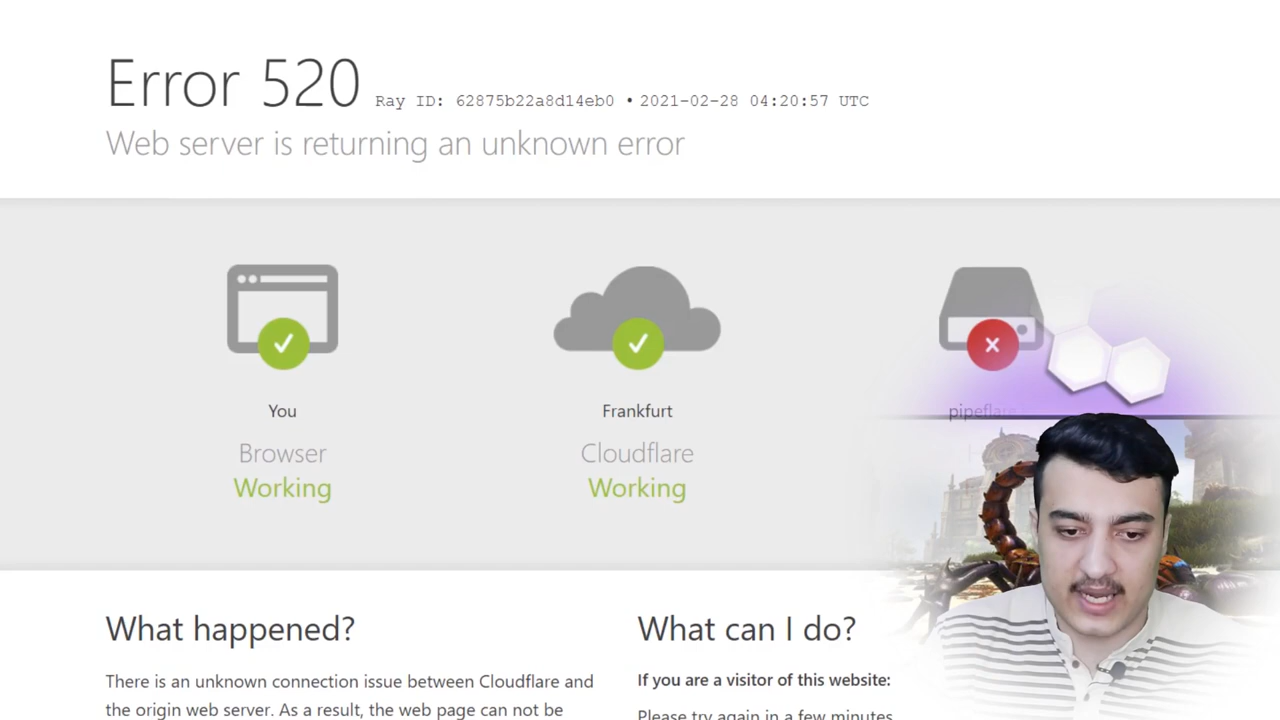 Error 520 Ray ID: 62875b22a8d14eb0 • 2021-02-28 04:20:57 UTC
Web server is returning an unknown error
You
Frankfurt
pipeflare
Browser
Cloudflare
Working
Working
What happened?
What can I do?
There is an unknown connection issue between Cloudflare and
the origin web server. As a result, the web page can not be
If you are a visitor of this website:
Please try again in a few minutes